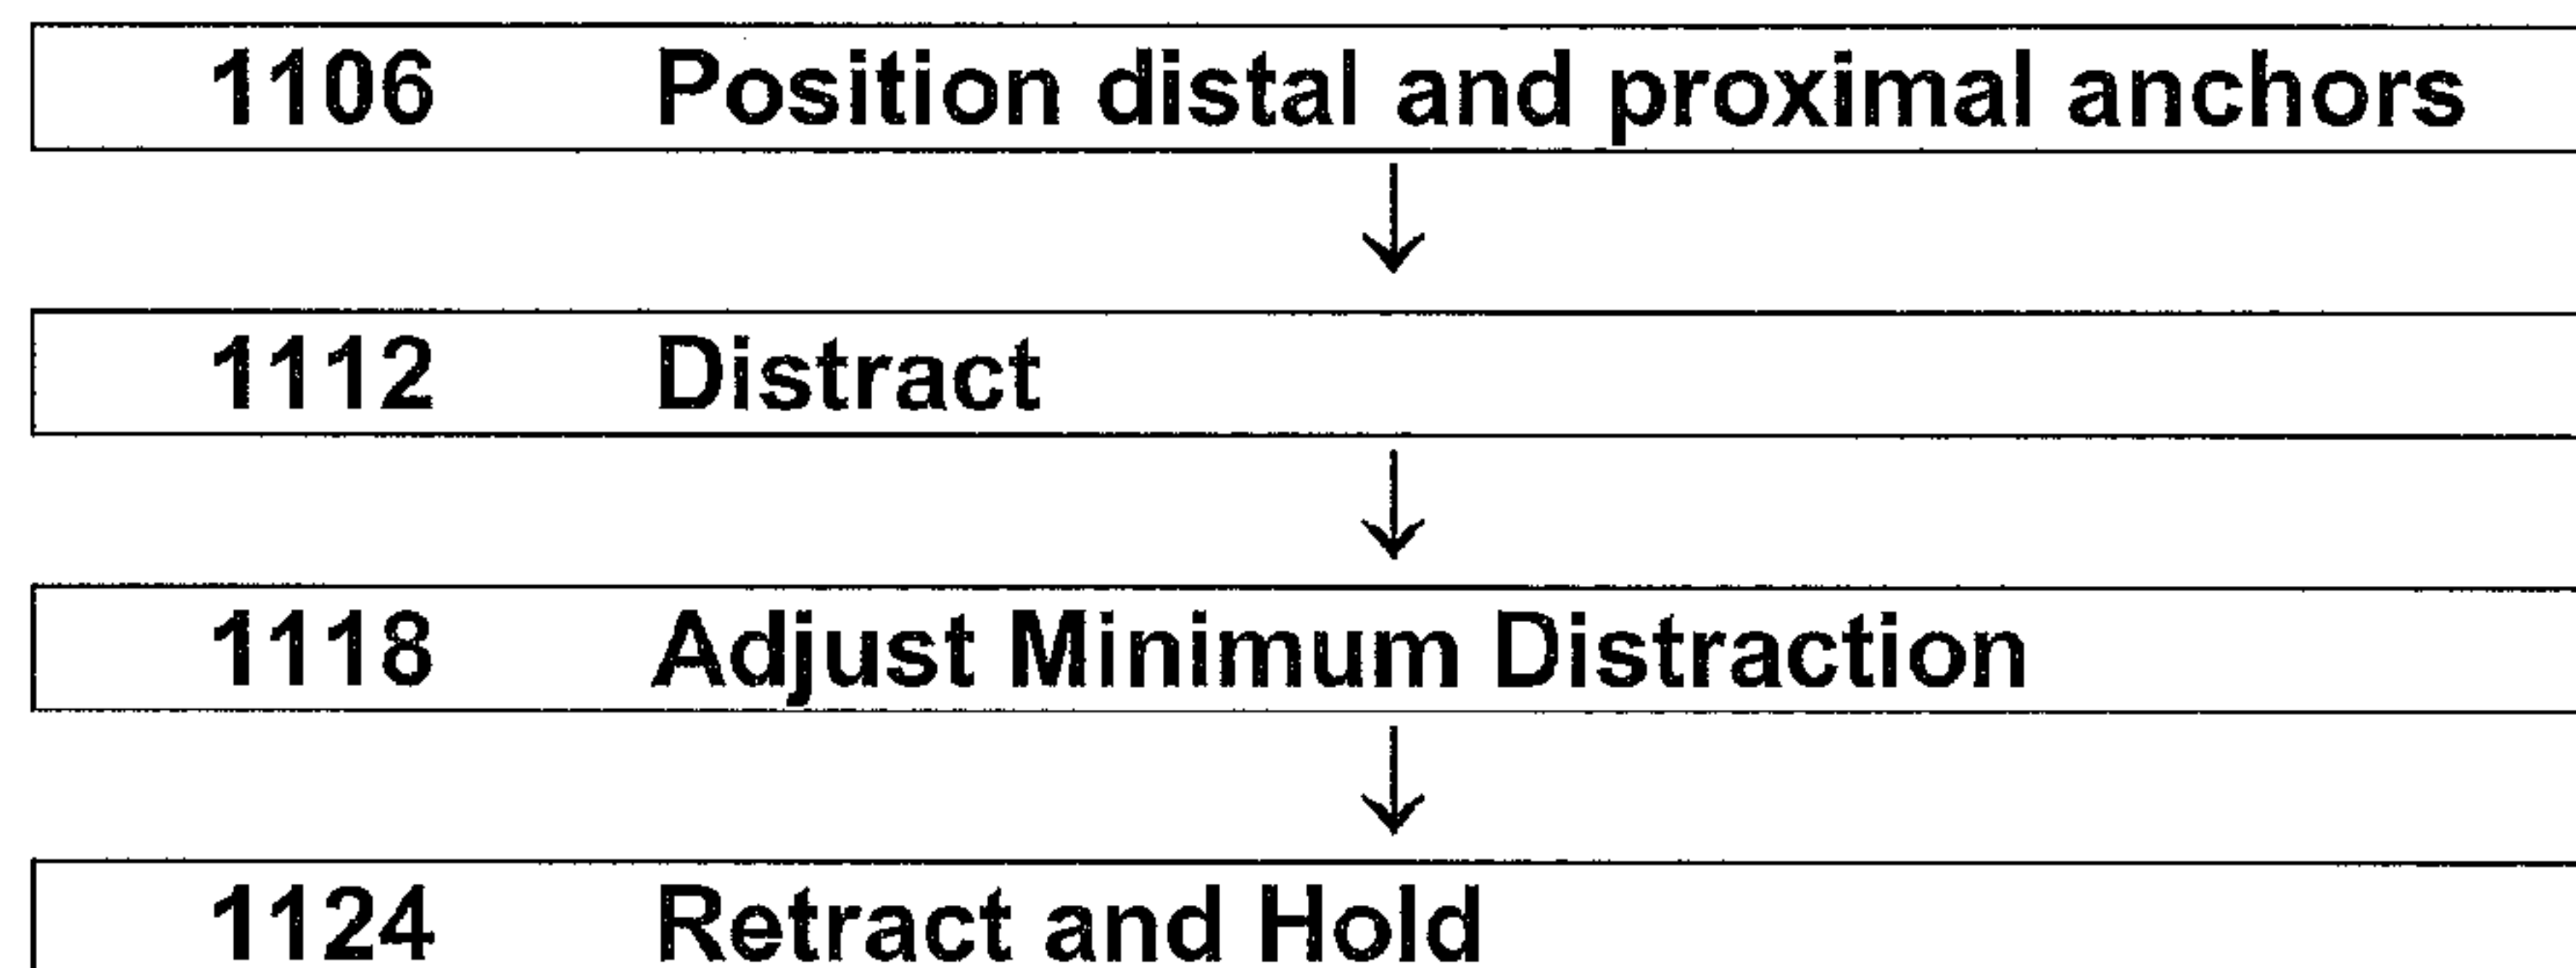 1106 Position distal and proximal anchors
1112 Distract
1118 Adjust Minimum Distraction
1124 Retract and Hold